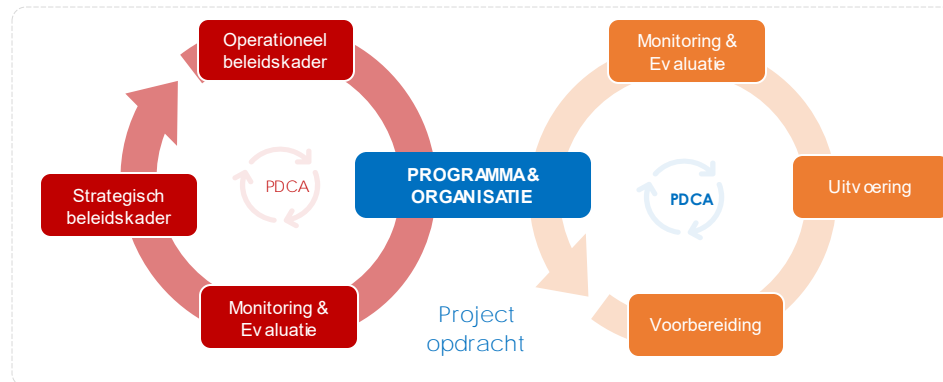 Operationeel
beleidskader
Monitoring &
Evaluatie
PDCA
PROGRAMMA &
ORGANISATIE
PDCA
Strategisch
beleidskader
Uitvoering
Monitoring &
Evaluatie
Project
opdracht
Voorbereiding